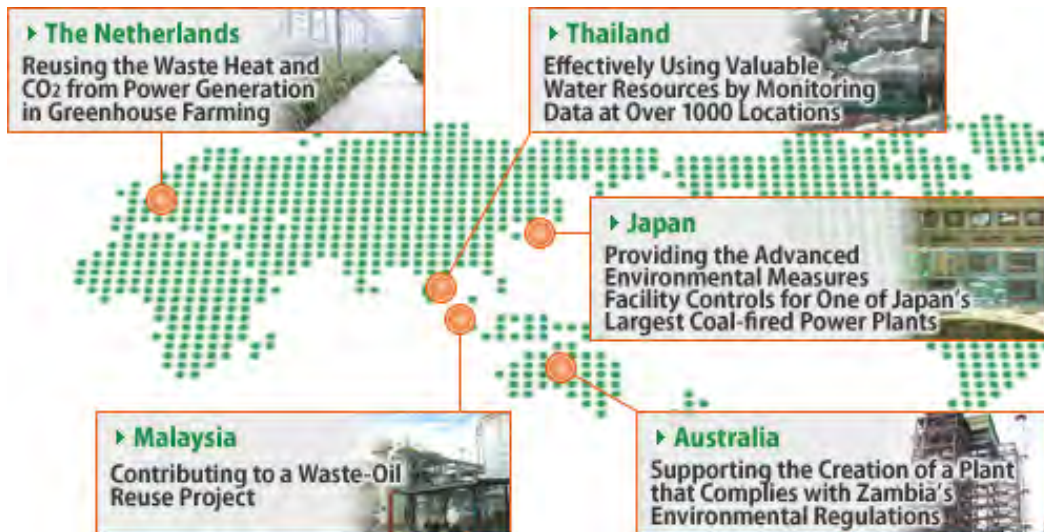 The Netherlands
Reusing the Waste Heat and
CO2 from Power Generation
in Greenhouse Farming
Thailand
Effectively Using Valuable
Water Resources by Monitoring
Data at Over 1000 Locations
Japan
Providing the Advanced
Environmental Measures
Facility Controls for One of Japan's
Largest Coal-fired Power Plants
Malaysia
Contributing to a Waste-Oil
Reuse Project
Australia
Supporting the Creation of a Plant
that Complies with Zambia's
Environmental Regulations